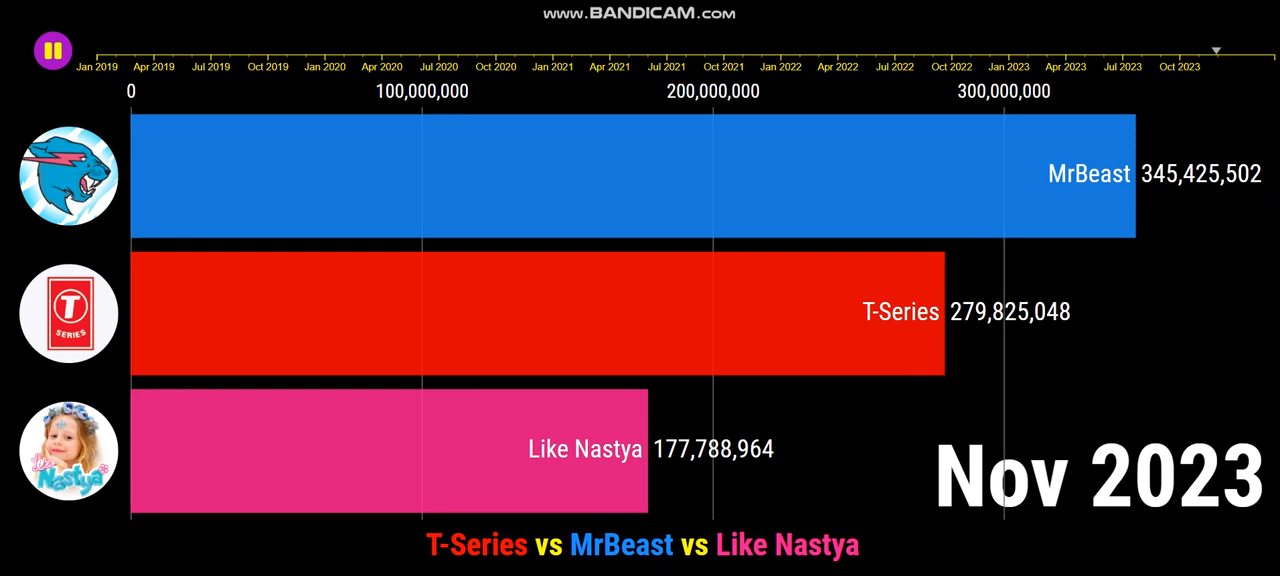 www.BANDICAM.com
Jan 2019 Apr 2019 Jul 2019 Oct 2019 Jan 2020 Apr 2020 Jul 2020 Oct 2020 Jan 2021 Apr 2021 Jul 2021 Oct 2021 Jan 2022 Apr 2022 Jul 2022 Oct 2022 Jan 2023 Apr 2023 Jul 2023 Oct 2023
0 100,000,000 200,000,000 300,000,000
MrBeast 345,425,502
T SERIES
T-Series 279,825,048
Like Nastya 177,788,964
Like Nastya
Nov 2023
T-Series vs MrBeast vs Like Nastya